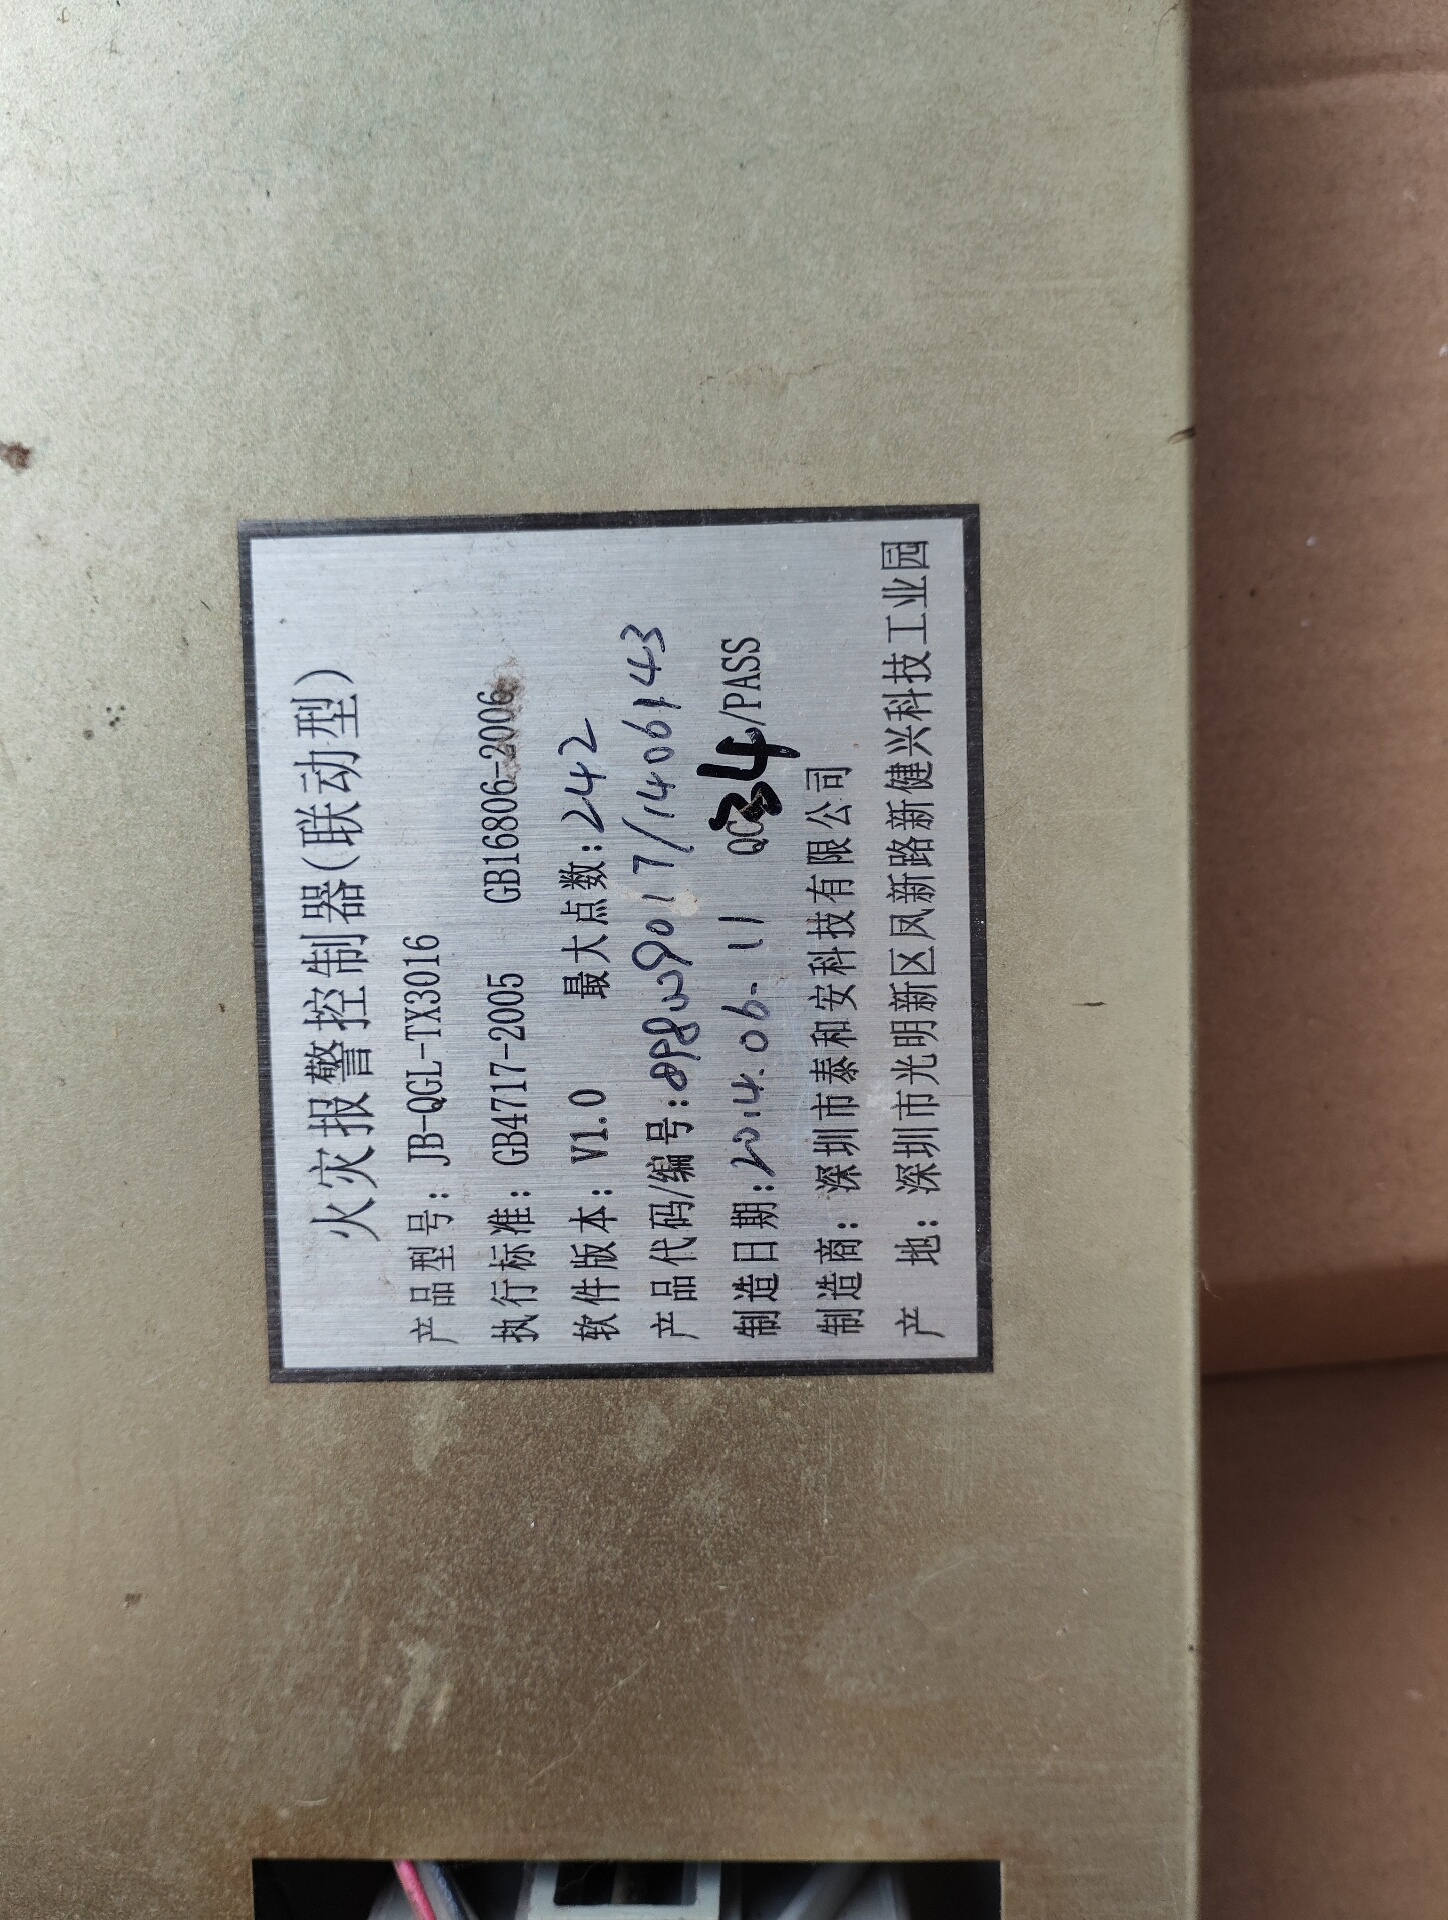 火灾报警控制器(联动型)
产品型号: JB-QGL-TX3016
执行标准: GB4717-2005 GB16806-2006
软件版本: V1.0 最大点数:242
产品代码/编号: /1406143
制造日期:2014.06.11 QC 34/PASS
制造商: 深圳市泰和安科技有限公司
产 地: 深圳市光明新区凤新路新健兴科技工业园